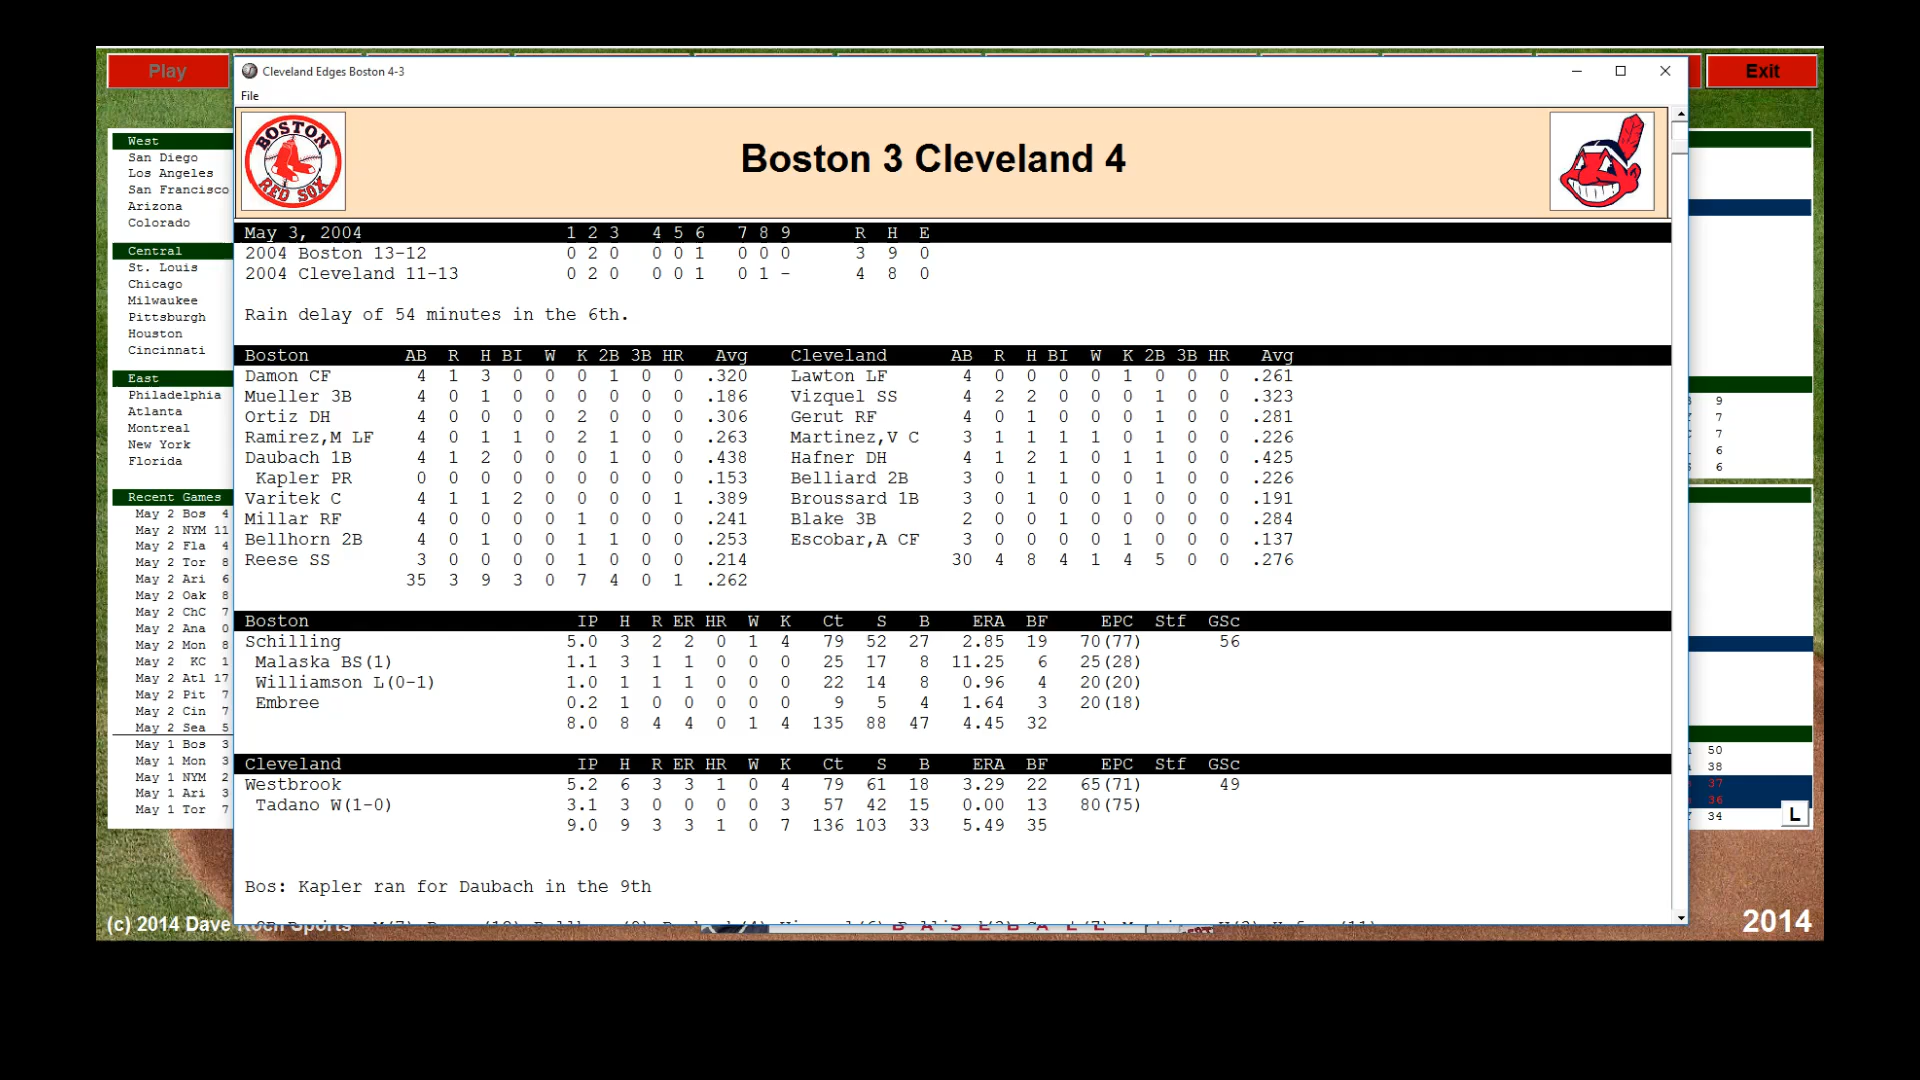 Play
Cleveland Edges Boston 4-3
Exit
File
BOSTON
RED SOX
Boston 3 Cleveland 4
West
San Diego
Los Angeles
San Francisco
Arizona
Colorado
Central
St. Louis
Chicago
Milwaukee
Pittsburgh
Houston
Cincinnati
East
Philadelphia
Atlanta
Montreal
New York
Florida
Recent Games
May 2 Bos 4
May 2 NYM 11
May 2 Fla 4
May 2 Tor 8
May 2 Ari 6
May 2 Oak 8
May 2 ChC 7
May 2 Ana 0
May 2 Mon 8
May 2 KC 1
May 2 Atl 17
May 2 Pit 7
May 2 Cin 7
May 2 Sea 5
May 1 Bos 3
May 1 Mon 3
May 1 NYM 2
May 1 Ari 3
May 1 Tor 7
May 3, 2004 1 2 3 4 5 6 7 8 9 R H E
2004 Boston 13-12 0 2 0 0 0 1 0 0 0 3 9 0
2004 Cleveland 11-13 0 2 0 0 0 1 0 1 - 4 8 0
Rain delay of 54 minutes in the 6th.
Boston AB R H BI W K 2B 3B HR Avg Cleveland AB R H BI W K 2B 3B HR Avg
Damon CF 4 1 3 0 0 0 1 0 0 .320 Lawton LF 4 0 0 0 0 1 0 0 0 .261
Mueller 3B 4 0 1 0 0 0 0 0 0 .186 Vizquel SS 4 2 2 0 0 0 1 0 0 .323
Ortiz DH 4 0 0 0 0 2 0 0 0 .306 Gerut RF 4 0 1 0 0 0 1 0 0 .281
Ramirez,M LF 4 0 1 1 0 2 1 0 0 .263 Martinez,V C 3 1 1 1 1 0 1 0 0 .226
Daubach 1B 4 1 2 0 0 0 1 0 0 .438 Hafner DH 4 1 2 1 0 1 1 0 0 .425
Kapler PR 0 0 0 0 0 0 0 0 0 .153 Belliard 2B 3 0 1 1 0 0 1 0 0 .226
Varitek C 4 1 1 2 0 0 0 0 1 .389 Broussard 1B 3 0 1 0 0 1 0 0 0 .191
Millar RF 4 0 0 0 0 1 0 0 0 .241 Blake 3B 2 0 0 1 0 0 0 0 0 .284
Bellhorn 2B 4 0 1 0 0 1 1 0 0 .253 Escobar,A CF 3 0 0 0 0 1 0 0 0 .137
Reese SS 3 0 0 0 0 1 0 0 0 .214 30 4 8 4 1 4 5 0 0 .276
35 3 9 3 0 7 4 0 1 .262
Boston IP H R ER HR W K Ct S B ERA BF EPC Stf GSc
Schilling 5.0 3 2 2 0 1 4 79 52 27 2.85 19 70(77) 56
Malaska BS(1) 1.1 3 1 1 0 0 0 25 17 8 11.25 6 25(28)
Williamson L(0-1) 1.0 1 1 1 0 0 0 22 14 8 0.96 4 20(20)
Embree 0.2 1 0 0 0 0 0 9 5 4 1.64 3 20(18)
8.0 8 4 4 0 1 4 135 88 47 4.45 32
Cleveland IP H R ER HR W K Ct S B ERA BF EPC Stf GSc
Westbrook 5.2 6 3 3 1 0 4 79 61 18 3.29 22 65(71) 49
Tadano W(1-0) 3.1 3 0 0 0 0 3 57 42 15 0.00 13 80(75)
9.0 9 3 3 1 0 7 136 103 33 5.49 35
Bos: Kapler ran for Daubach in the 9th
9
7
7
6
6
50
38
37
36
34
L
(c) 2014 Dave Koch Sports
BASEBALL
2014